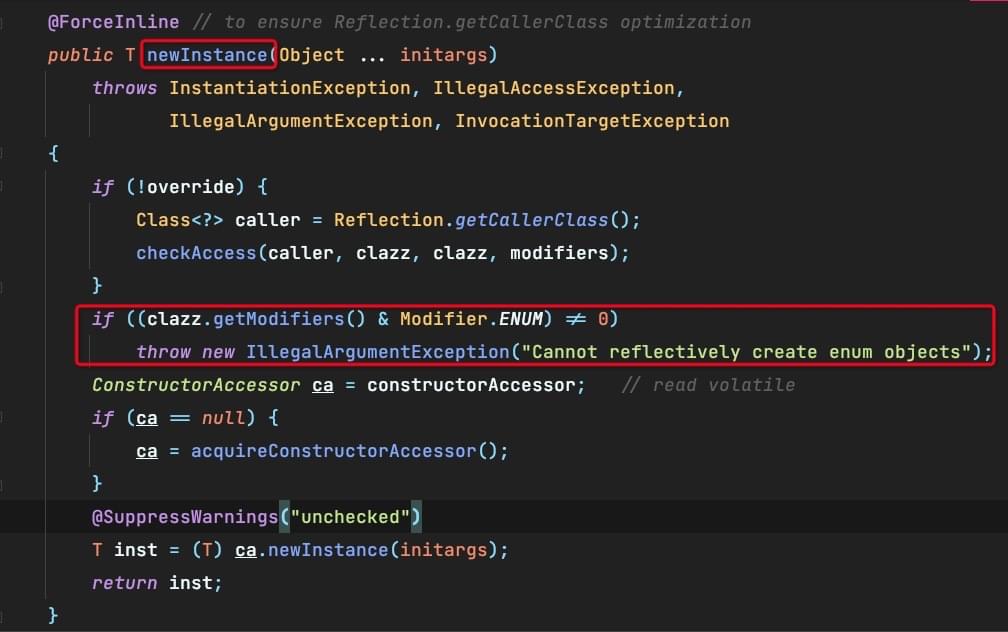 @ForceInline // to ensure Reflection.getCallerClass optimization
public T newInstance(Object ... initargs)
    throws InstantiationException, IllegalAccessException,
           IllegalArgumentException, InvocationTargetException
{
    if (!override) {
        Class<?> caller = Reflection.getCallerClass();
        checkAccess(caller, clazz, clazz, modifiers);
    }
    if ((clazz.getModifiers() & Modifier.ENUM) ≠ 0)
        throw new IllegalArgumentException("Cannot reflectively create enum objects");
    ConstructorAccessor ca = constructorAccessor;   // read volatile
    if (ca == null) {
        ca = acquireConstructorAccessor();
    }
    @SuppressWarnings("unchecked")
    T inst = (T) ca.newInstance(initargs);
    return inst;
}